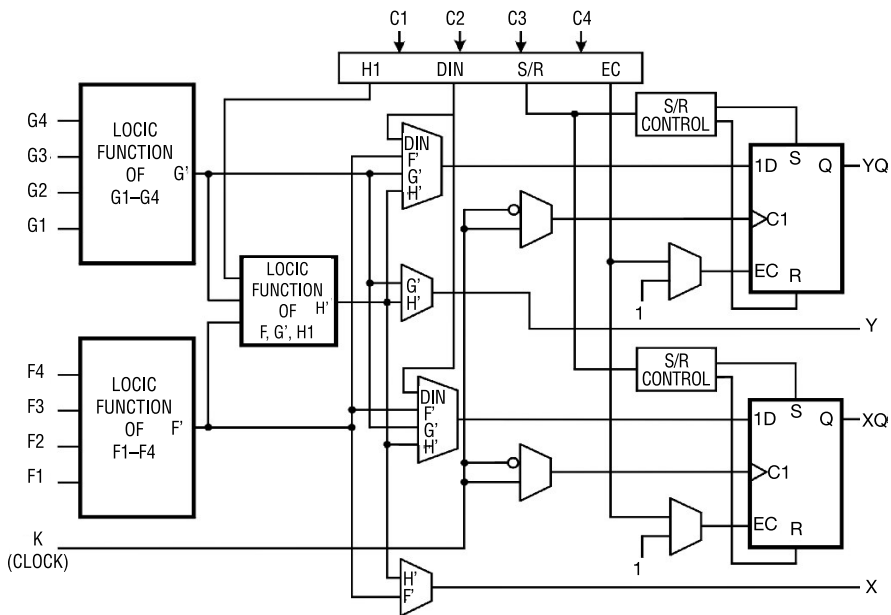 C1 C2 C3 C4
H1 DIN S/R EC
G4
G3
G2
G1
LOCIC
FUNCTION
OF
G1–G4
G'
DIN
F'
G'
H'
S/R
CONTROL
1D S Q
C1
EC R
YQ
1
LOCIC
FUNCTION
OF
F, G', H1
H'
G'
H'
Y
F4
F3
F2
F1
LOCIC
FUNCTION
OF
F1–F4
F'
DIN
F'
G'
H'
S/R
CONTROL
1D S Q
C1
EC R
XQ
1
K
(CLOCK)
H'
F'
X